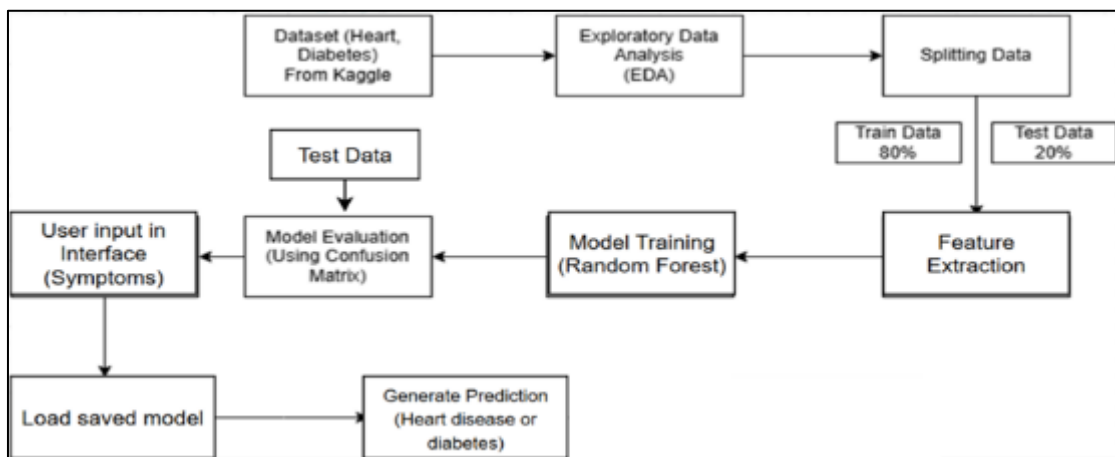 Dataset (Heart,
Diabetes)
From Kaggle
Exploratory Data
Analysis
(EDA)
Splitting Data
Train Data
80%
Test Data
20%
Test Data
User input in
Interface
(Symptoms)
Model Evaluation
(Using Confusion
Matrix)
Model Training
(Random Forest)
Feature
Extraction
Load saved model
Generate Prediction
(Heart disease or
diabetes)